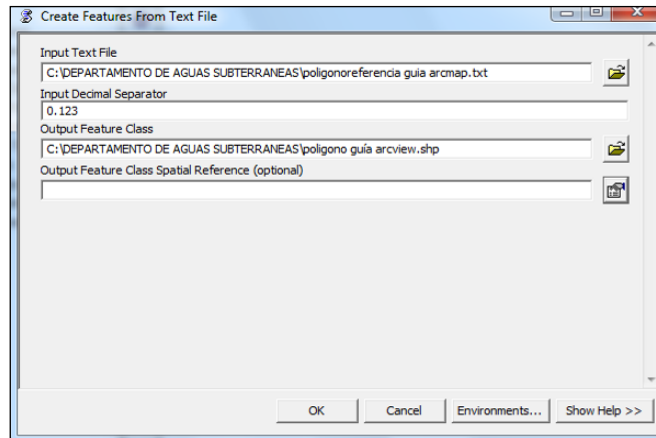 Create Features From Text File
Input Text File
C:\DEPARTAMENTO DE AGUAS SUBTERRANEAS\poligonoreferencia guia arcmap.txt
Input Decimal Separator
0.123
Output Feature Class
C:\DEPARTAMENTO DE AGUAS SUBTERRANEAS\poligono guía arcview.shp
Output Feature Class Spatial Reference (optional)
OK Cancel Environments... Show Help >>